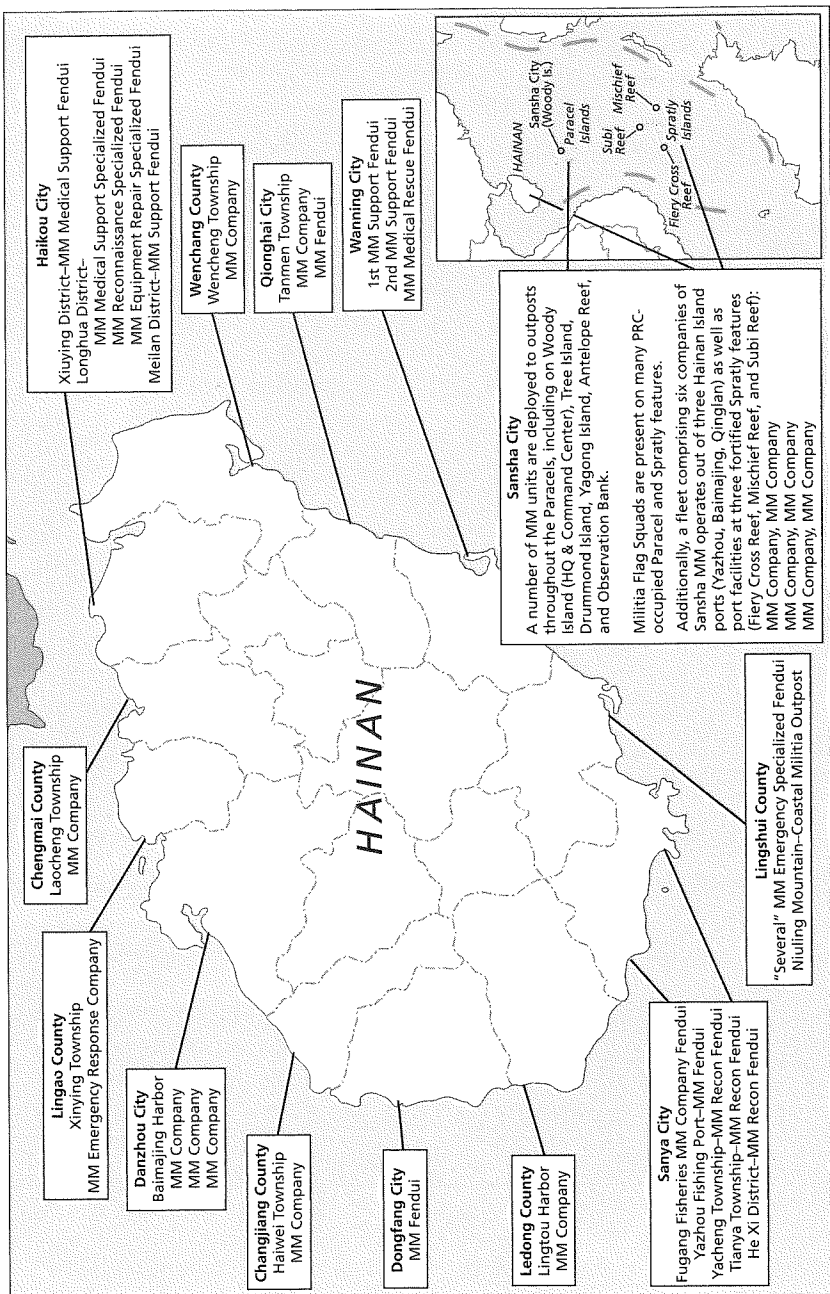 Haikou City
Xiuying District–MM Medical Support Fendui
Longhua District–
MM Medical Support Specialized Fendui
MM Reconnaissance Specialized Fendui
MM Equipment Repair Specialized Fendui
Meilan District–MM Support Fendui
Wenchang County
Wencheng Township
MM Company
Qionghai City
Tanmen Township
MM Company
MM Fendui
Wanning City
1st MM Support Fendui
2nd MM Support Fendui
MM Medical Rescue Fendui
HAINAN
Sansha City
(Woody Is.)
Paracel
Islands
Subi
Reef
Mischief
Reef
Spratly
Islands
Fiery Cross
Reef
Chengmai County
Laocheng Township
MM Company
Lingao County
Xinying Township
MM Emergency Response Company
Danzhou City
Baimajing Harbor
MM Company
MM Company
MM Company
Changjiang County
Haiwei Township
MM Company
Dongfang City
MM Fendui
Ledong County
Lingtou Harbor
MM Company
HAINAN
Sansha City
A number of MM units are deployed to outposts
throughout the Paracels, including on Woody
Island (HQ & Command Center), Tree Island,
Drummond Island, Yagong Island, Antelope Reef,
and Observation Bank.
Militia Flag Squads are present on many PRC-
occupied Paracel and Spratly features.
Additionally, a fleet comprising six companies of
Sansha MM operates out of three Hainan Island
ports (Yazhou, Baimajing, Qinglan) as well as
port facilities at three fortified Spratly features
(Fiery Cross Reef, Mischief Reef, and Subi Reef):
MM Company, MM Company
MM Company, MM Company
MM Company, MM Company
Lingshui County
"Several" MM Emergency Specialized Fendui
Niuling Mountain–Coastal Militia Outpost
Sanya City
Fugang Fisheries MM Company Fendui
Yazhou Fishing Port–MM Fendui
Yacheng Township–MM Recon Fendui
Tianya Township–MM Recon Fendui
He Xi District–MM Recon Fendui